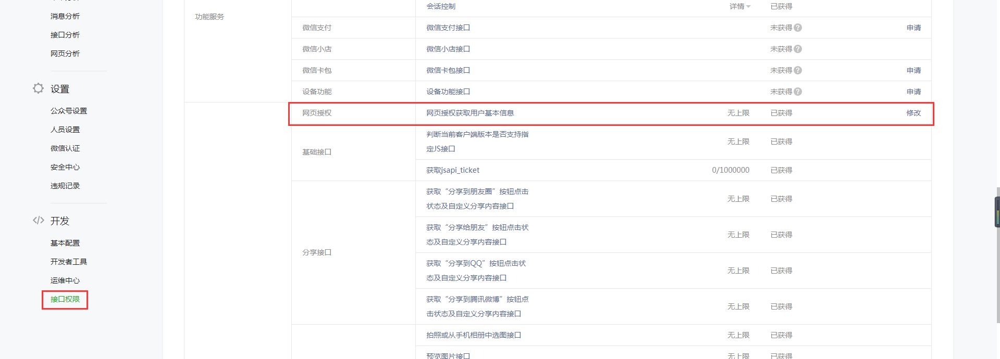 消息分析
接口分析
网页分析
设置
公众号设置
人员设置
微信认证
安全中心
违规记录
开发
基本配置
开发者工具
运维中心
接口权限
功能服务
会话控制 详情 已获得
微信支付 微信支付接口 未获得 ? 申请
微信小店 微信小店接口 未获得 ?
微信卡包 微信卡包接口 未获得 ? 申请
设备功能 设备功能接口 未获得 ? 申请
网页授权 网页授权获取用户基本信息 无上限 已获得 修改
基础接口
判断当前客户端版本是否支持指
定JS接口
无上限 已获得
获取jsapi_ticket 0/1000000 已获得
分享接口
获取“分享到朋友圈”按钮点击
状态及自定义分享内容接口
无上限 已获得
获取“分享给朋友”按钮点击状
态及自定义分享内容接口
无上限 已获得
获取“分享到QQ”按钮点击状
态及自定义分享内容接口
无上限 已获得
获取“分享到腾讯微博”按钮点
击状态及自定义分享内容接口
无上限 已获得
拍照或从手机相册中选图接口 无上限 已获得
预览图片接口 无上限 已获得